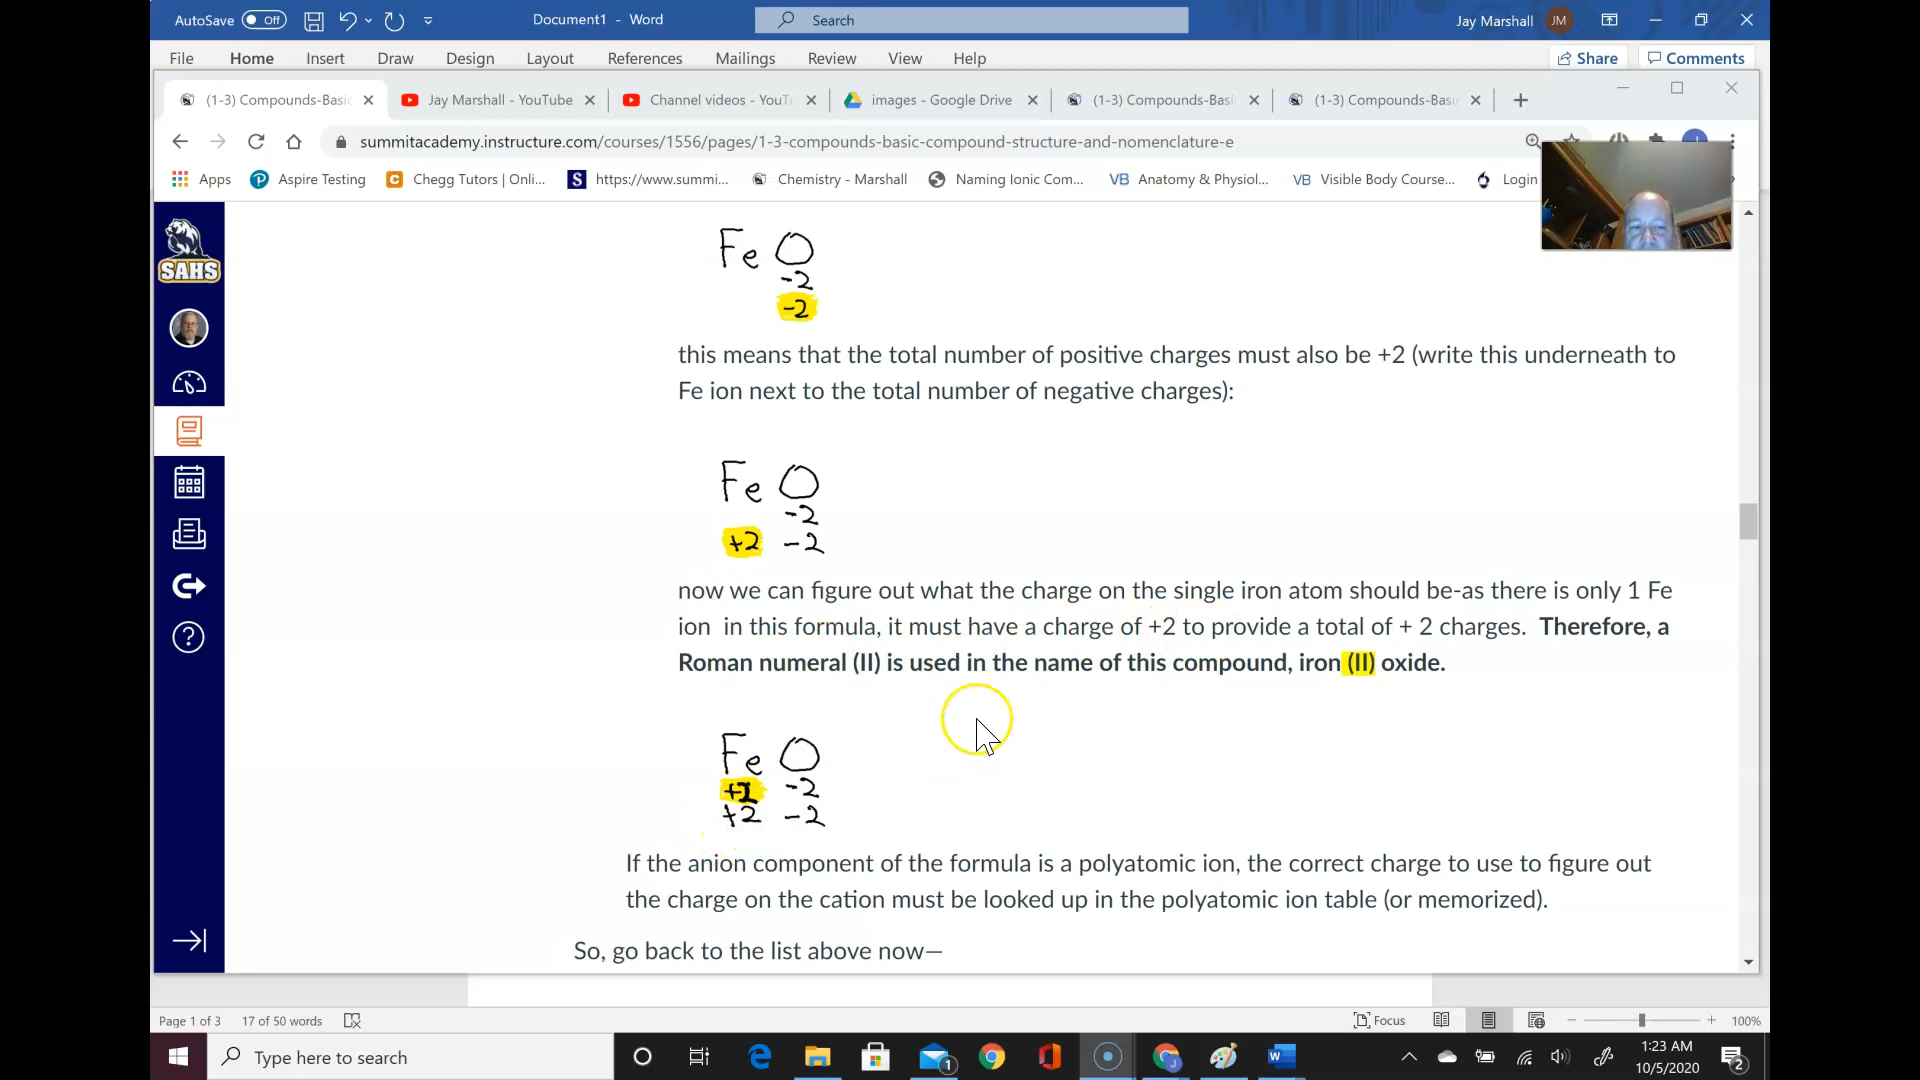 AutoSave Off Document1 - Word Search Jay Marshall JM
File Home Insert Draw Design Layout References Mailings Review View Help Share Comments
(1-3) Compounds-Basic Jay Marshall - YouTube Channel videos - YouT images - Google Drive (1-3) Compounds-Basi (1-3) Compounds-Basi
summitacademy.instructure.com/courses/1556/pages/1-3-compounds-basic-compound-structure-and-nomenclature-e
Apps Aspire Testing Chegg Tutors | Onli... https://www.summi... Chemistry - Marshall Naming Ionic Com... VB Anatomy & Physiol... VB Visible Body Course... Login
SAHS
Fe O
-2
-2
this means that the total number of positive charges must also be +2 (write this underneath to
Fe ion next to the total number of negative charges):
Fe O
-2
+2 -2
now we can figure out what the charge on the single iron atom should be-as there is only 1 Fe
ion in this formula, it must have a charge of +2 to provide a total of + 2 charges. Therefore, a
Roman numeral (II) is used in the name of this compound, iron (II) oxide.
Fe O
-2
+2 -2
If the anion component of the formula is a polyatomic ion, the correct charge to use to figure out
the charge on the cation must be looked up in the polyatomic ion table (or memorized).
So, go back to the list above now—
Page 1 of 3 17 of 50 words Focus 100%
Type here to search 1 1:23 AM
10/5/2020 2